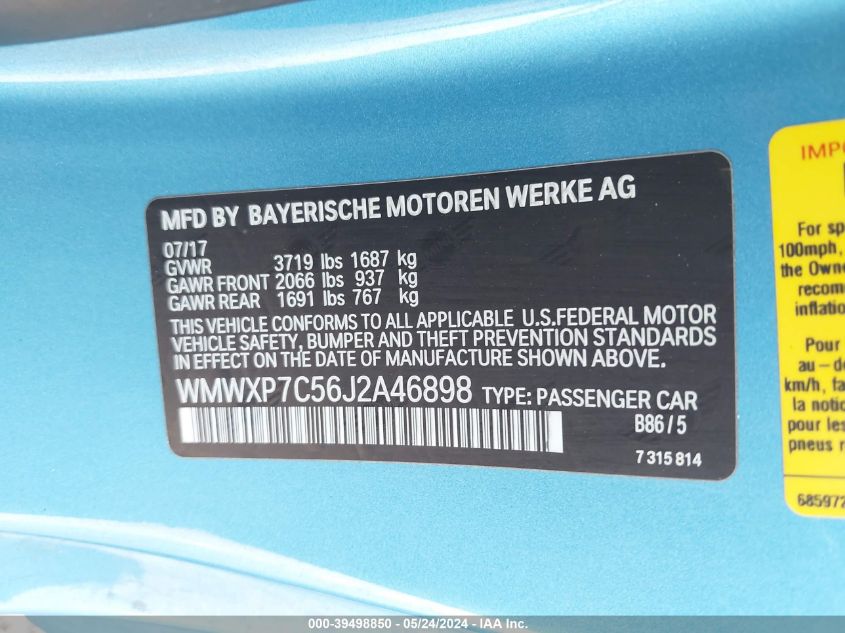 MFD BY BAYERISCHE MOTOREN WERKE AG
07/17
GVWR 3719 lbs 1687 kg
GAWR FRONT 2066 lbs 937 kg
GAWR REAR 1691 lbs 767 kg
THIS VEHICLE CONFORMS TO ALL APPLICABLE U.S.FEDERAL MOTOR
VEHICLE SAFETY, BUMPER AND THEFT PREVENTION STANDARDS
IN EFFECT ON THE DATE OF MANUFACTURE SHOWN ABOVE.
WMWXP7C56J2A46898 TYPE: PASSENGER CAR
B86/5
7 315 814
IMPO
For sp
100mph,
the Owne
recom
inflatio
Pour
au-de
km/h, fa
la notic
pour les
pneus r
685972
000-39498850 - 05/24/2024 - IAA Inc.